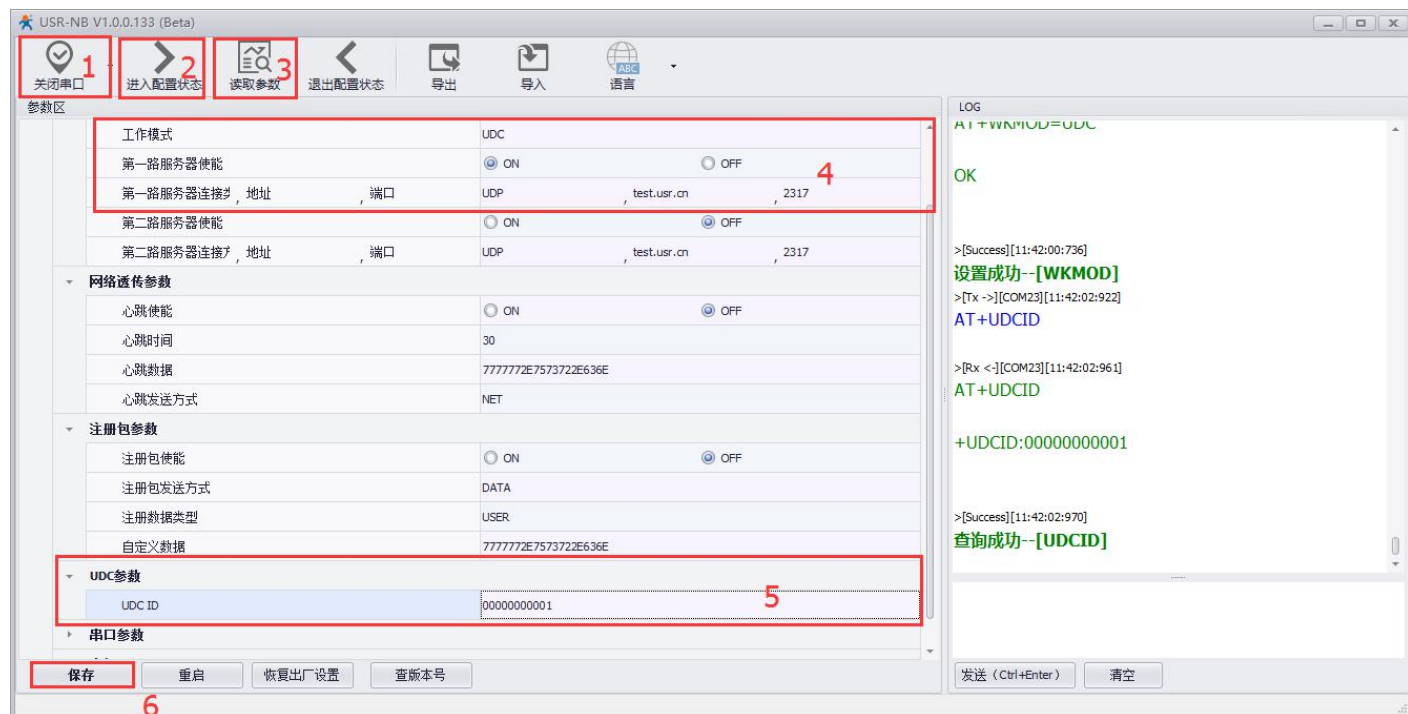 USR-NB V1.0.0.133 (Beta)
关闭串口 1 进入配置状态 2 读取参数 3 退出配置状态 导出 导入 ABC 语言
参数区
工作模式 UDC
第一路服务器使能 ON OFF
4
第一路服务器连接 , 地址 , 端口 UDP , test.usr.cn , 2317
第二路服务器使能 ON OFF
第二路服务器连接 , 地址 , 端口 UDP , test.usr.cn , 2317
网络透传参数
心跳使能 ON OFF
心跳时间 30
心跳数据 7777772E7573722E636E
心跳发送方式 NET
注册包参数
注册包使能 ON OFF
注册包发送方式 DATA
注册数据类型 USER
自定义数据 7777772E7573722E636E
UDC参数
UDC ID 00000000001 5
串口参数
保存 重启 恢复出厂设置 查版本号
6
LOG
AT+WKMOD=UDC
OK
>[Success][11:42:00:736]
设置成功--[WKMOD]
>[Tx ->][COM23][11:42:02:922]
AT+UDCID
>[Rx <-][COM23][11:42:02:961]
AT+UDCID
+UDCID:00000000001
>[Success][11:42:02:970]
查询成功--[UDCID]
发送（Ctrl+Enter） 清空